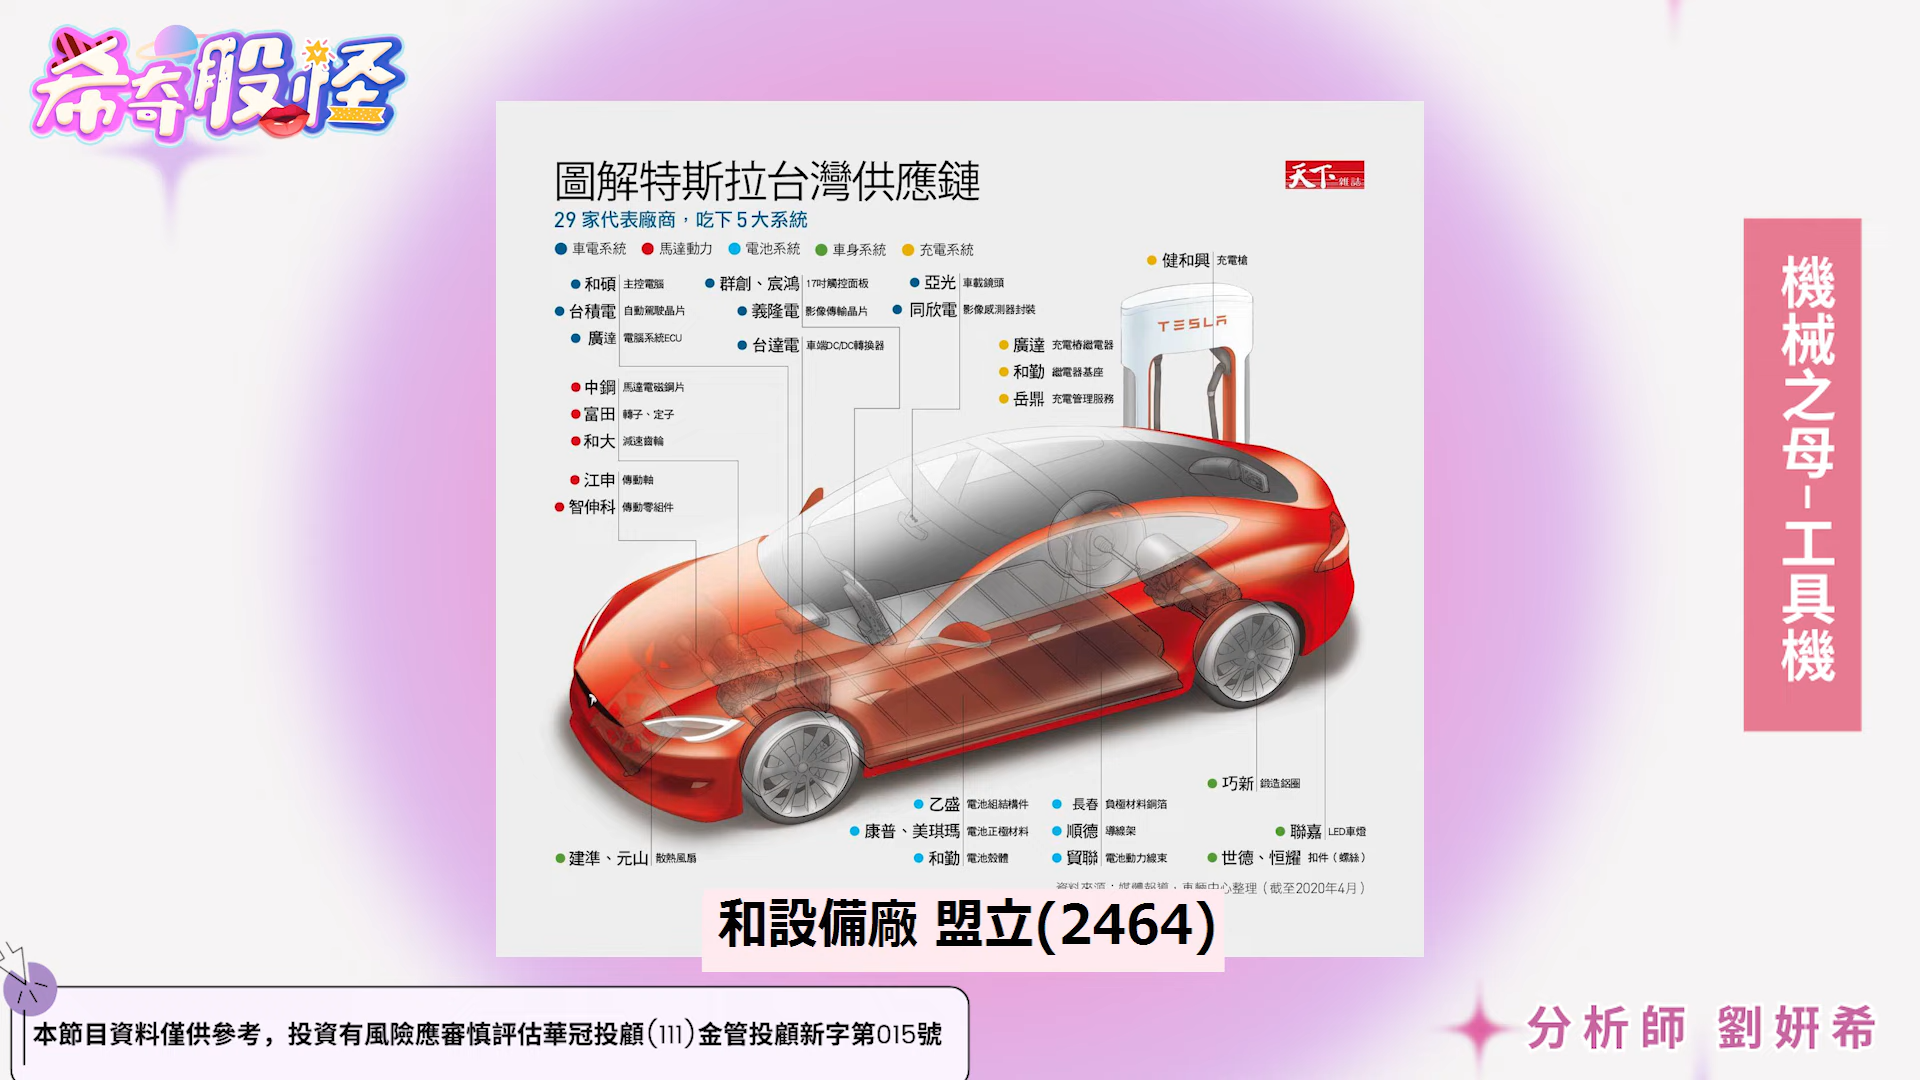 希奇股怪
圖解特斯拉台灣供應鏈
天下雜誌
29 家代表廠商，吃下5大系統
車電系統 馬達動力 電池系統 車身系統 充電系統
和碩 主控電腦
台積電 自動駕駛晶片
廣達 電腦系統ECU
群創、宸鴻 17吋觸控面板
義隆電 影像傳輸晶片
台達電 車端DC/DC轉換器
亞光 車載鏡頭
同欣電 影像感測器封裝
健和興 充電槍
TESLA
廣達 充電樁繼電器
和勤 繼電器基座
岳鼎 充電管理服務
中鋼 馬達電磁鋼片
富田 轉子、定子
和大 減速齒輪
江申 傳動軸
智伸科 傳動零組件
巧新 鍛造鋁圈
乙盛 電池組結構件
康普、美琪瑪 電池正極材料
和勤 電池殼體
長春 負極材料銅箔
順德 導線架
貿聯 電池動力線束
聯嘉 LED車燈
世德、恒耀 扣件（螺絲）
建準、元山 散熱風扇
資料來源：媒體報導，車輛中心整理（截至2020年4月）
和設備廠 盟立(2464)
機械之母-工具機
本節目資料僅供參考，投資有風險應審慎評估華冠投顧(111)金管投顧新字第015號
分析師 劉妍希